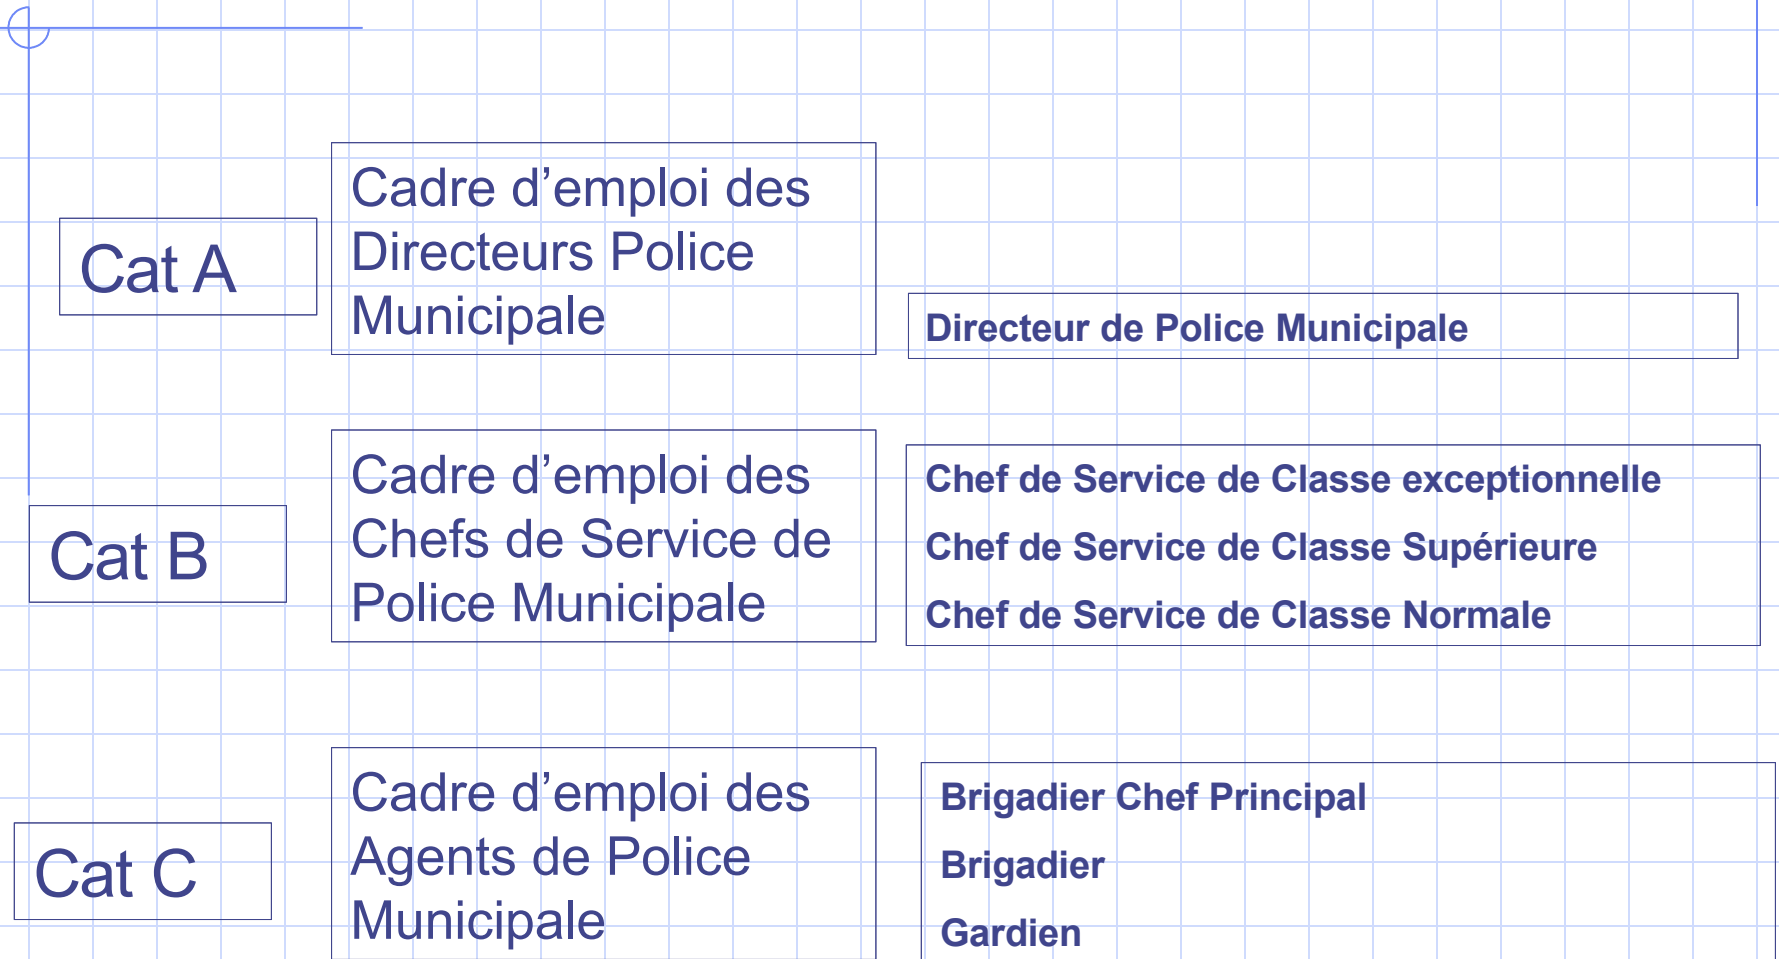 Cat A
Cadre d’emploi des
Directeurs Police
Municipale
Directeur de Police Municipale
Cat B
Cadre d’emploi des
Chefs de Service de
Police Municipale
Chef de Service de Classe exceptionnelle
Chef de Service de Classe Supérieure
Chef de Service de Classe Normale
Cat C
Cadre d’emploi des
Agents de Police
Municipale
Brigadier Chef Principal
Brigadier
Gardien